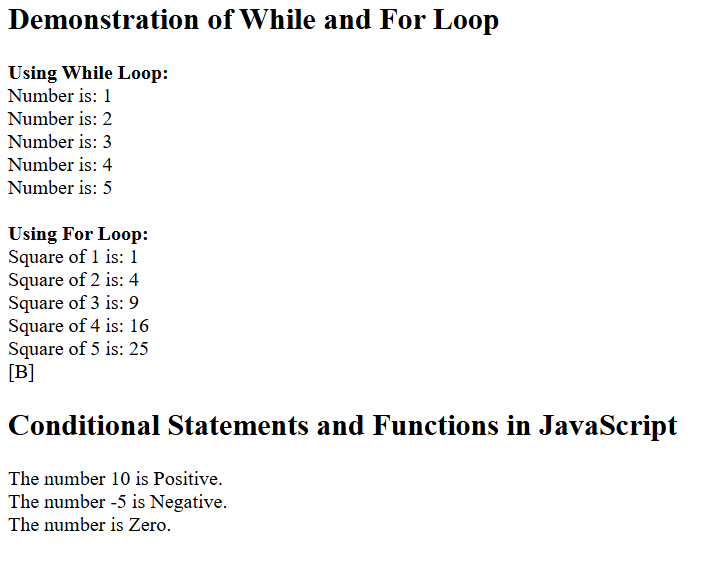 Demonstration of While and For Loop
Using While Loop:
Number is: 1
Number is: 2
Number is: 3
Number is: 4
Number is: 5
Using For Loop:
Square of 1 is: 1
Square of 2 is: 4
Square of 3 is: 9
Square of 4 is: 16
Square of 5 is: 25
[B]
Conditional Statements and Functions in JavaScript
The number 10 is Positive.
The number -5 is Negative.
The number is Zero.